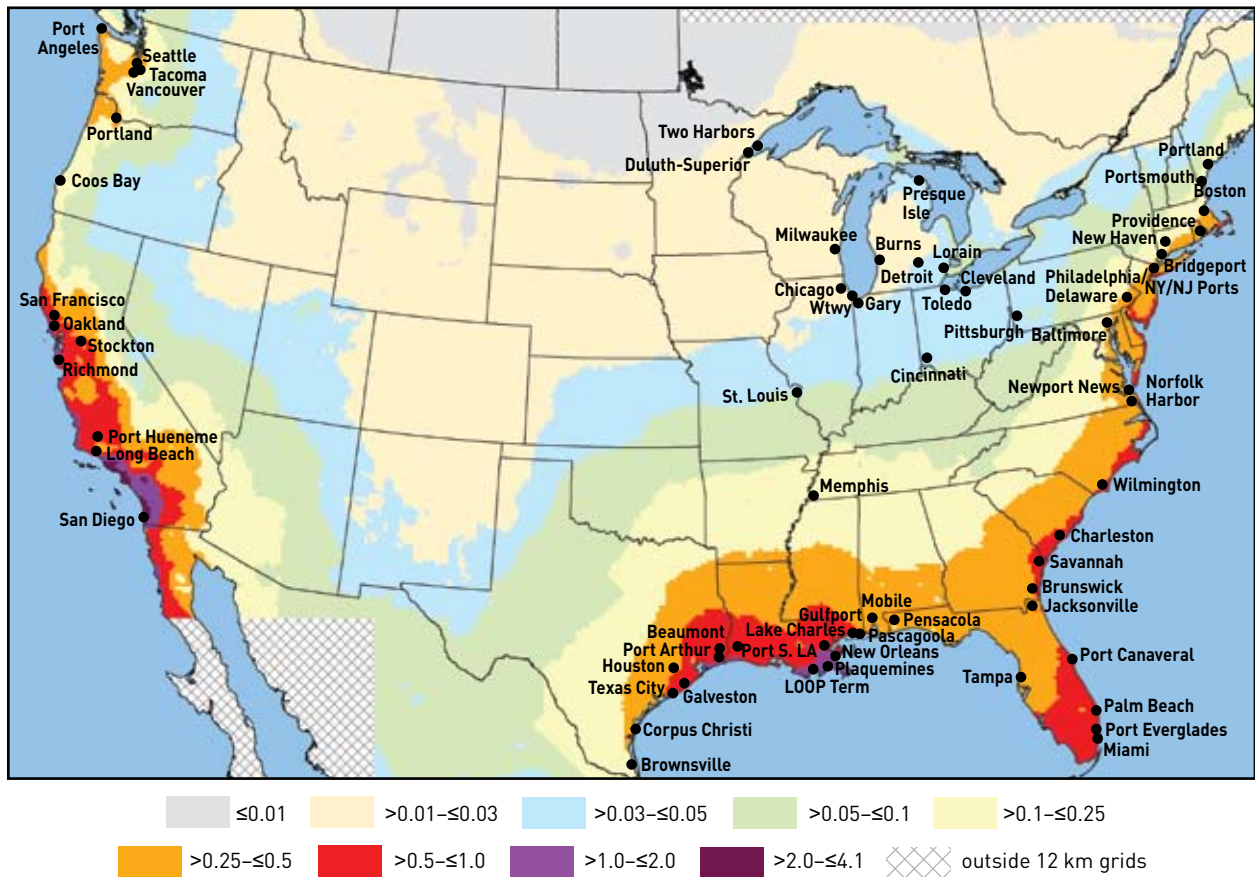 Port
Angeles
Seattle
Tacoma
Vancouver
Portland
Coos Bay
San Francisco
Oakland
Stockton
Richmond
Port Hueneme
Long Beach
San Diego
Two Harbors
Duluth-Superior
Milwaukee
Chicago
Wtwy
Gary
Burns
Detroit
Presque
Isle
Lorain
Cleveland
Toledo
Pittsburgh
Cincinnati
St. Louis
Memphis
Portland
Portsmouth
Boston
Providence
New Haven
Bridgeport
NY/NJ Ports
Philadelphia/
Delaware
Baltimore
Newport News
Norfolk
Harbor
Wilmington
Charleston
Savannah
Brunswick
Jacksonville
Port Canaveral
Tampa
Palm Beach
Port Everglades
Miami
Mobile
Gulfport
Pensacola
Pascagoola
Lake Charles
New Orleans
Plaquemines
LOOP Term
Port S. LA
Beaumont
Port Arthur
Houston
Texas City
Galveston
Corpus Christi
Brownsville
≤0.01
>0.01–≤0.03
>0.03–≤0.05
>0.05–≤0.1
>0.1–≤0.25
>0.25–≤0.5
>0.5–≤1.0
>1.0–≤2.0
>2.0–≤4.1
outside 12 km grids